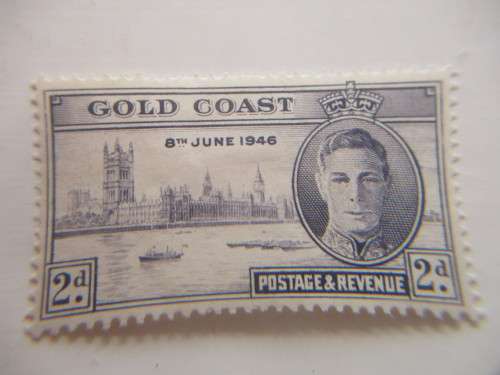 GOLD COAST
8TH JUNE 1946
2d
POSTAGE & REVENUE
2d